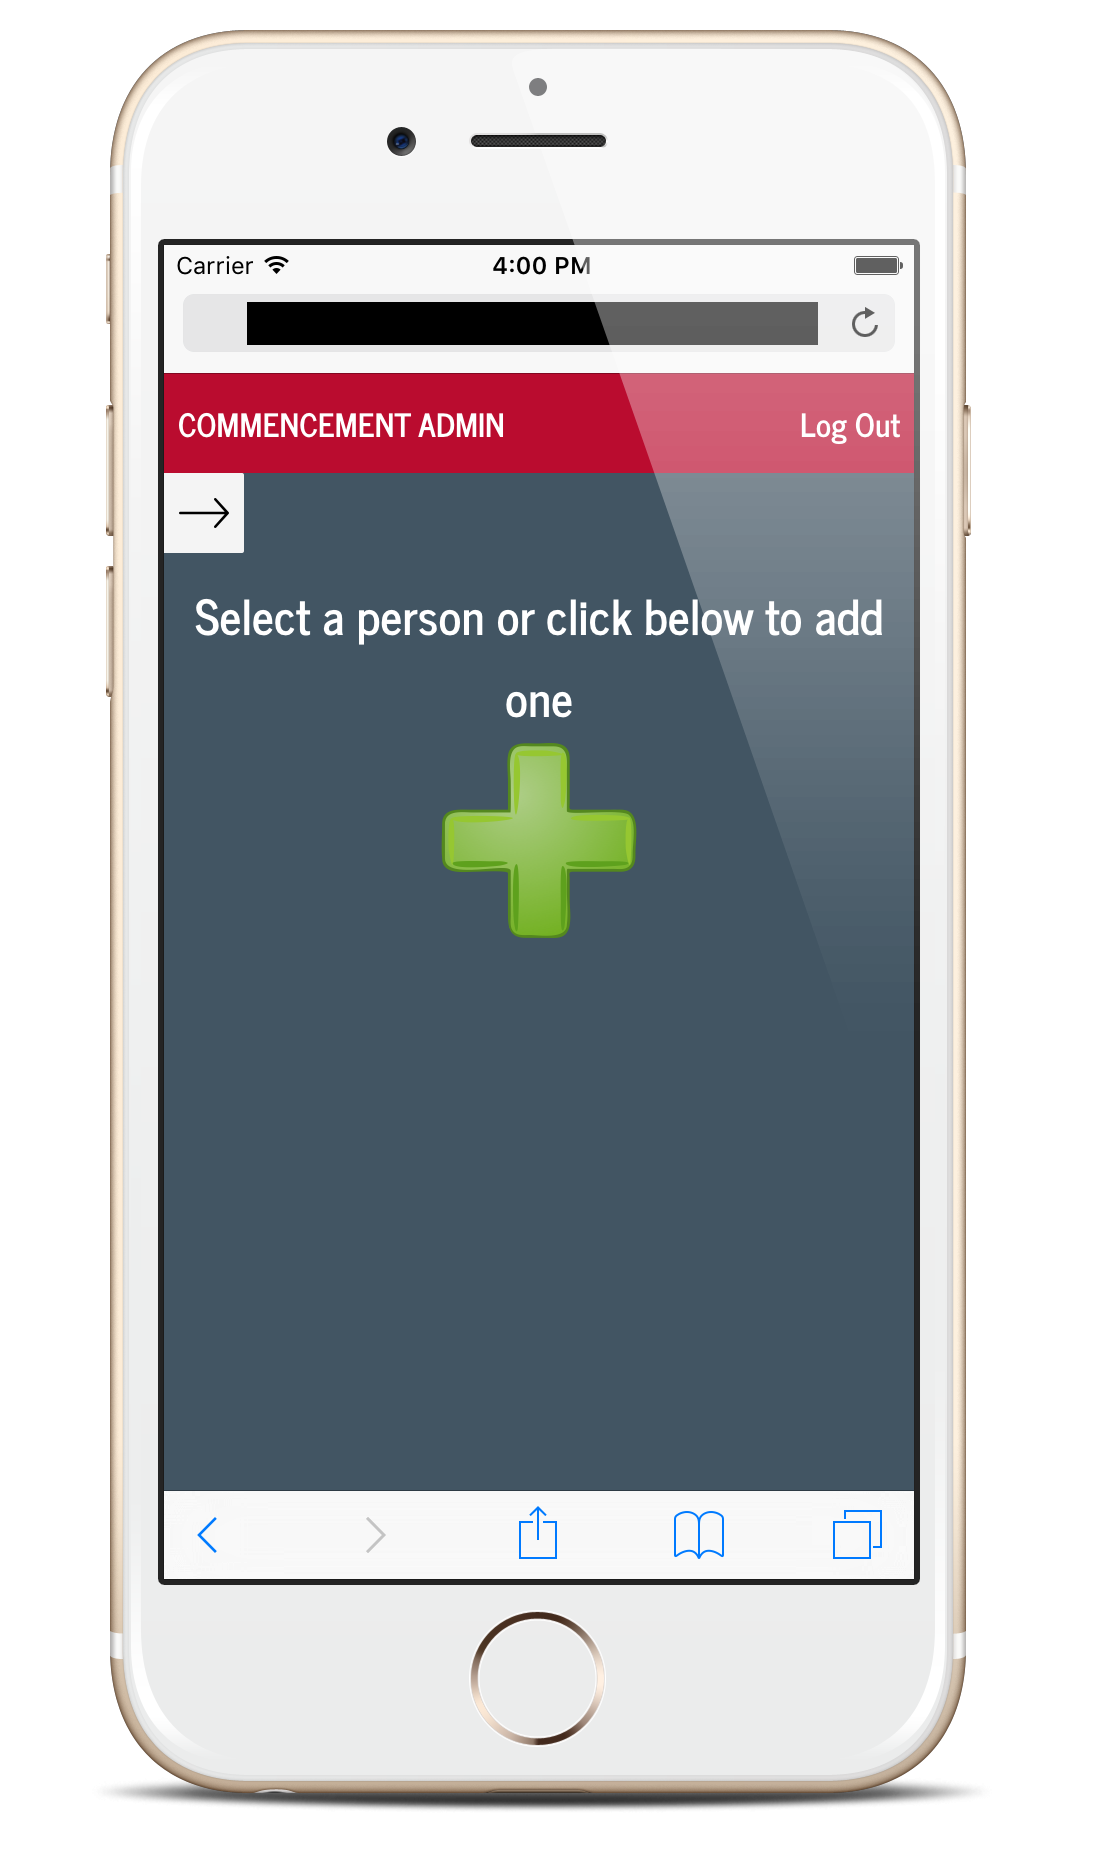 Carrier 4:00 PM
COMMENCEMENT ADMIN Log Out
Select a person or click below to add
one